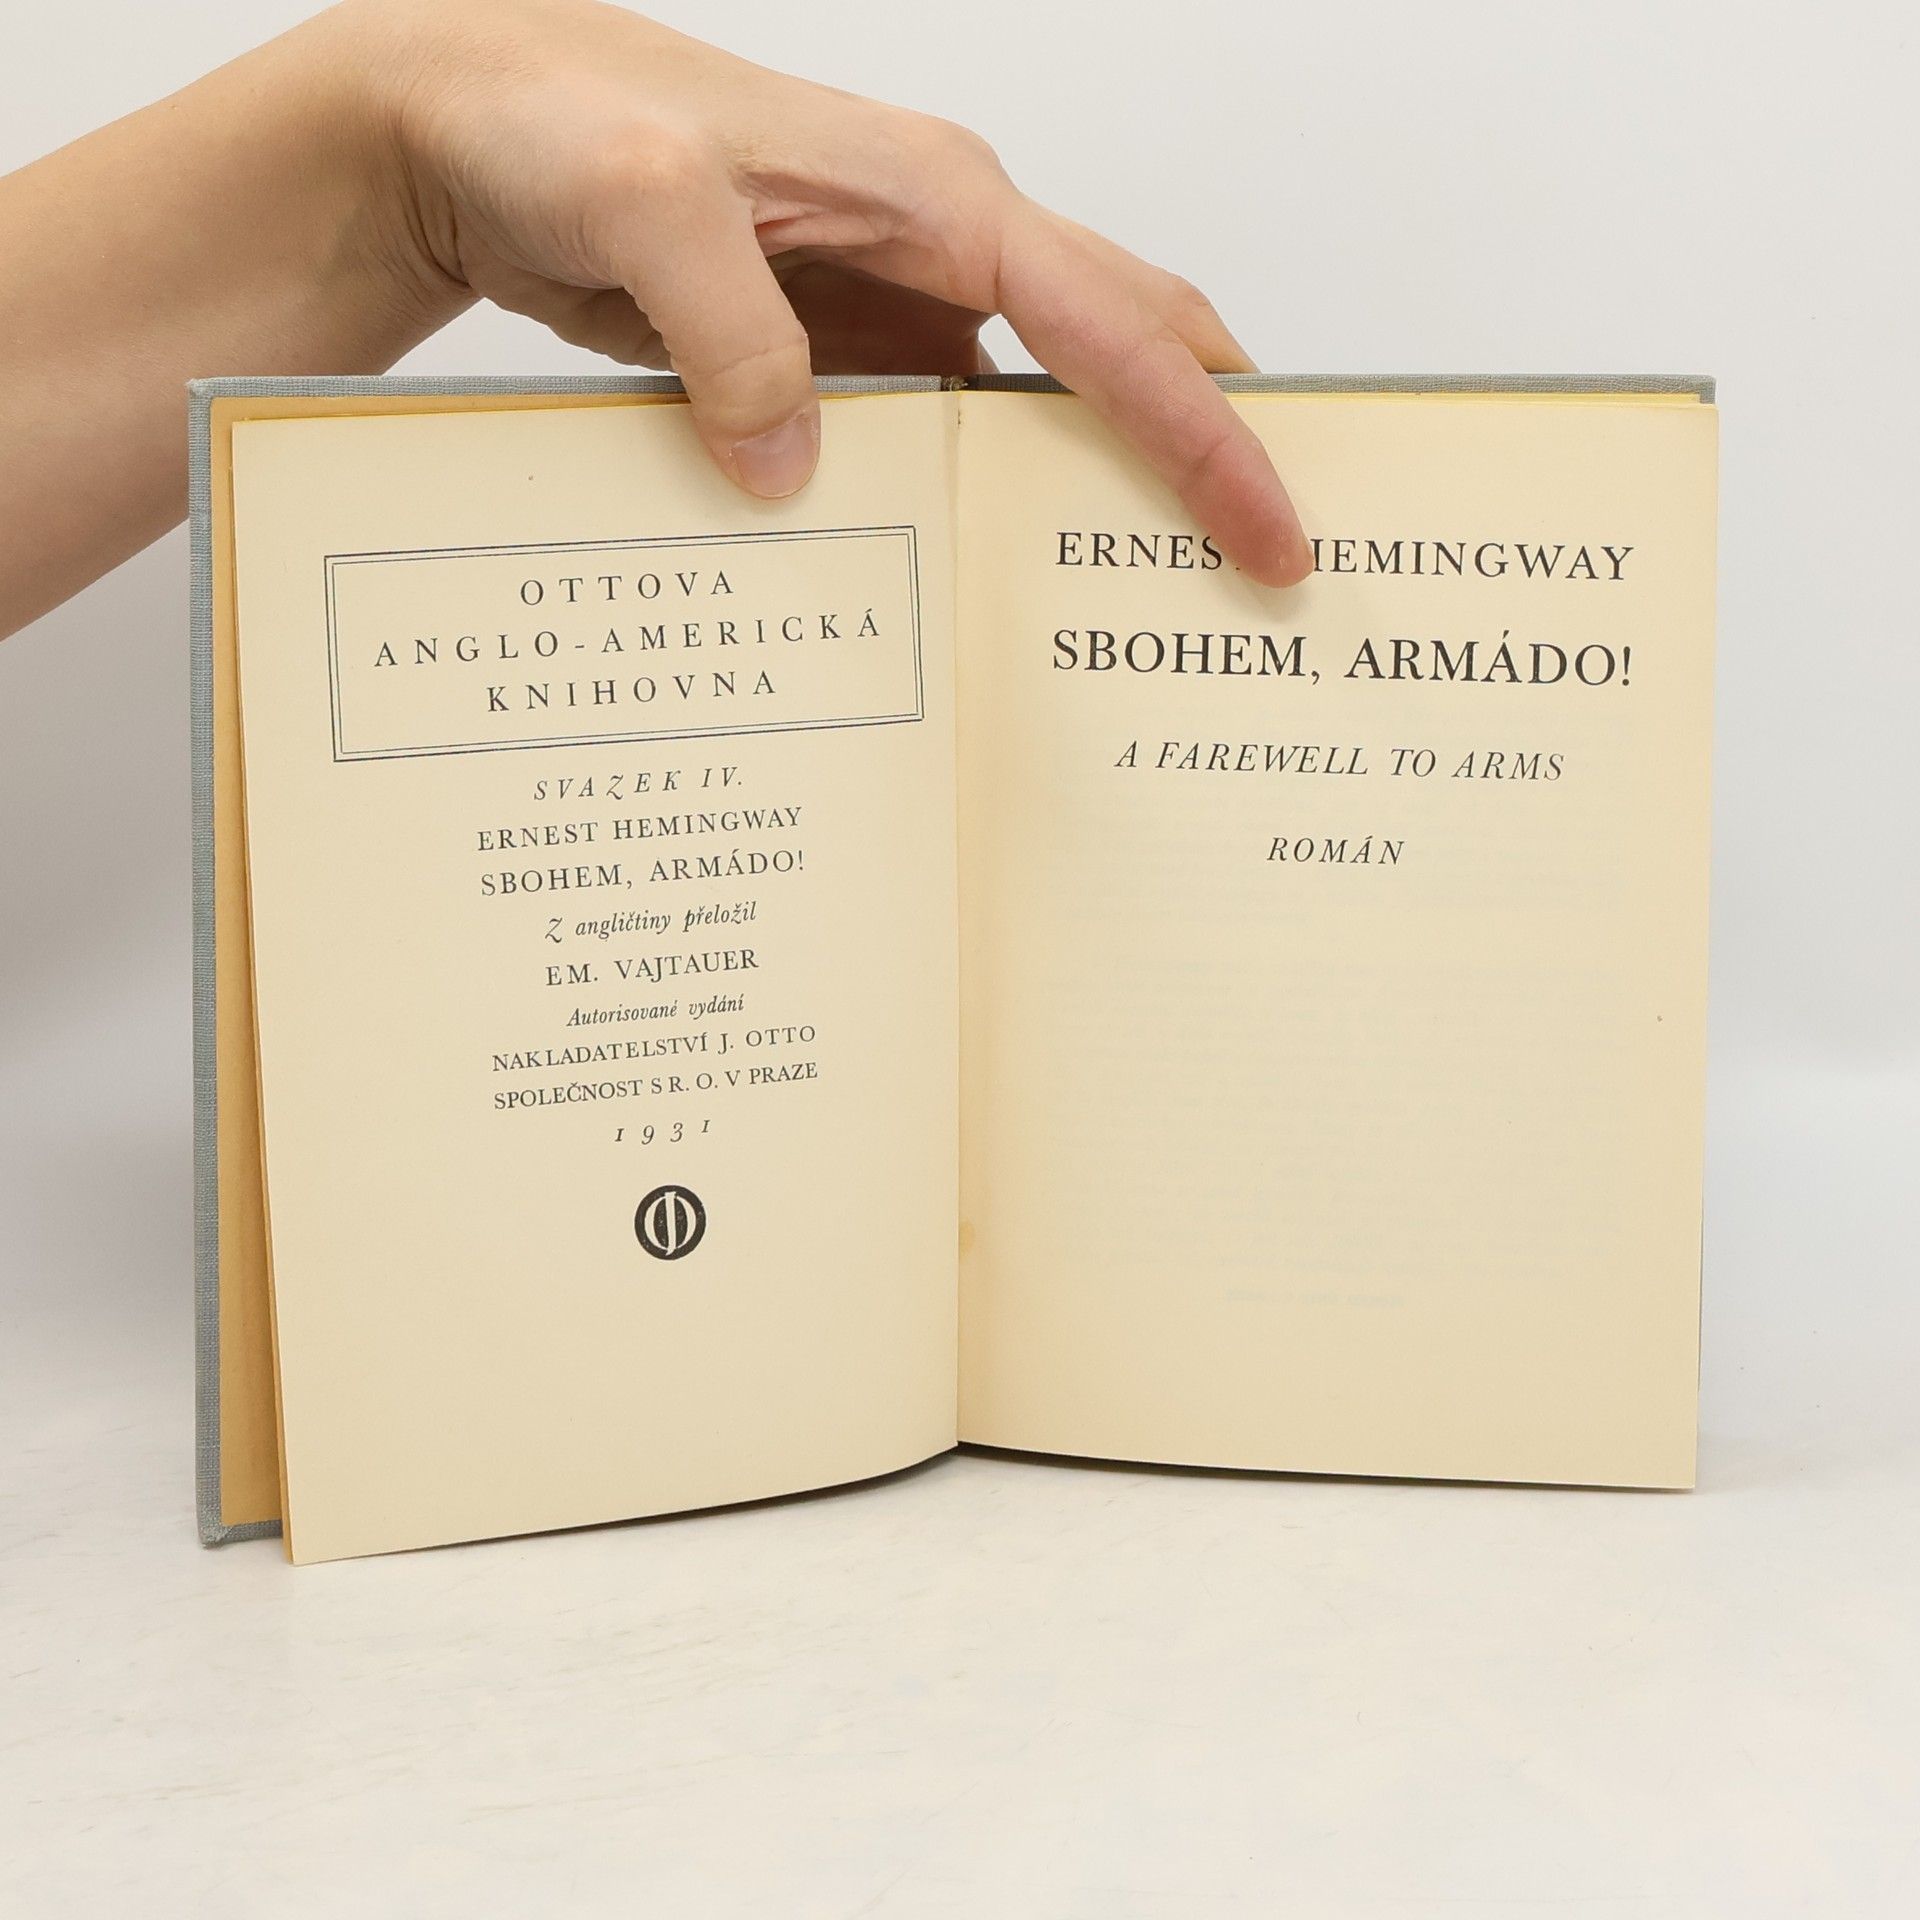 OTTOVA
ANGLO-AMERICKÁ
KNIHOVNA
SVAZEK IV.
ERNEST HEMINGWAY
SBOHEM, ARMÁDO!
Z angličtiny přeložil
EM. VAJTAUER
Autorisované vydání
NAKLADATELSTVÍ J. OTTO
SPOLEČNOST S R. O. V PRAZE
1931
ERNEST HEMINGWAY
SBOHEM, ARMÁDO!
A FAREWELL TO ARMS
ROMÁN